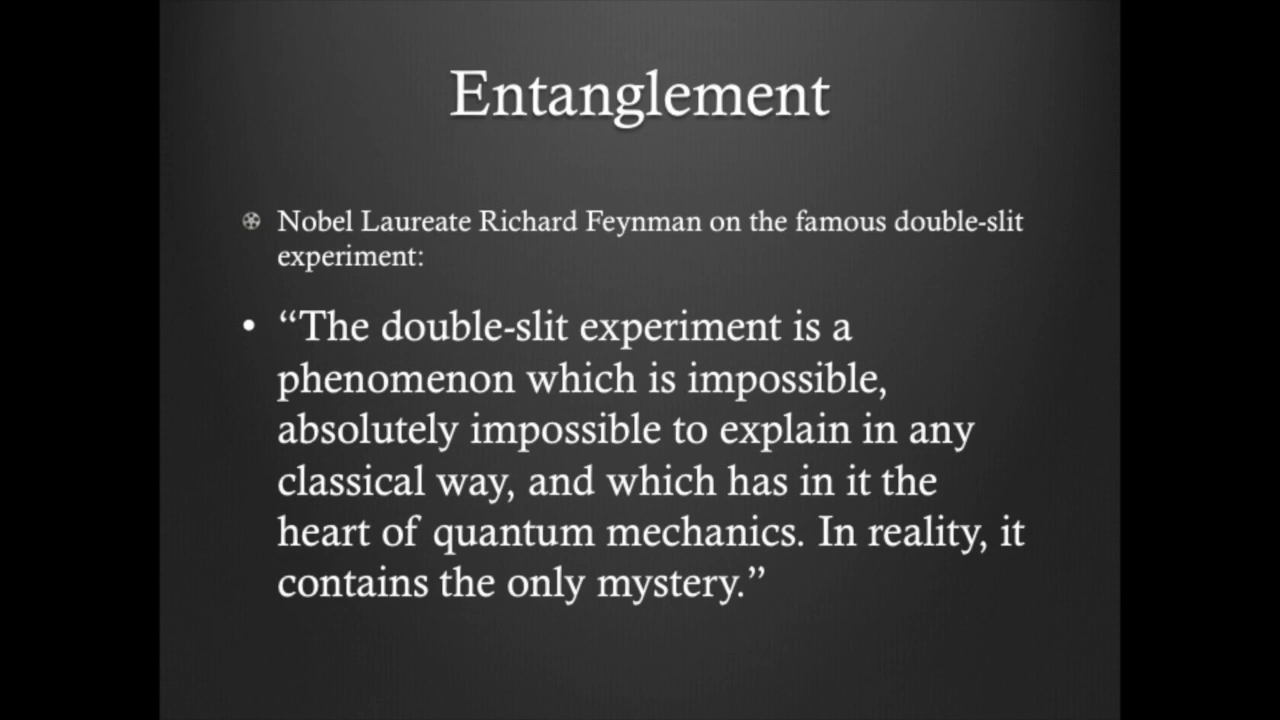 Entanglement
Nobel Laureate Richard Feynman on the famous double-slit
experiment:
• “The double-slit experiment is a
phenomenon which is impossible,
absolutely impossible to explain in any
classical way, and which has in it the
heart of quantum mechanics. In reality, it
contains the only mystery.”